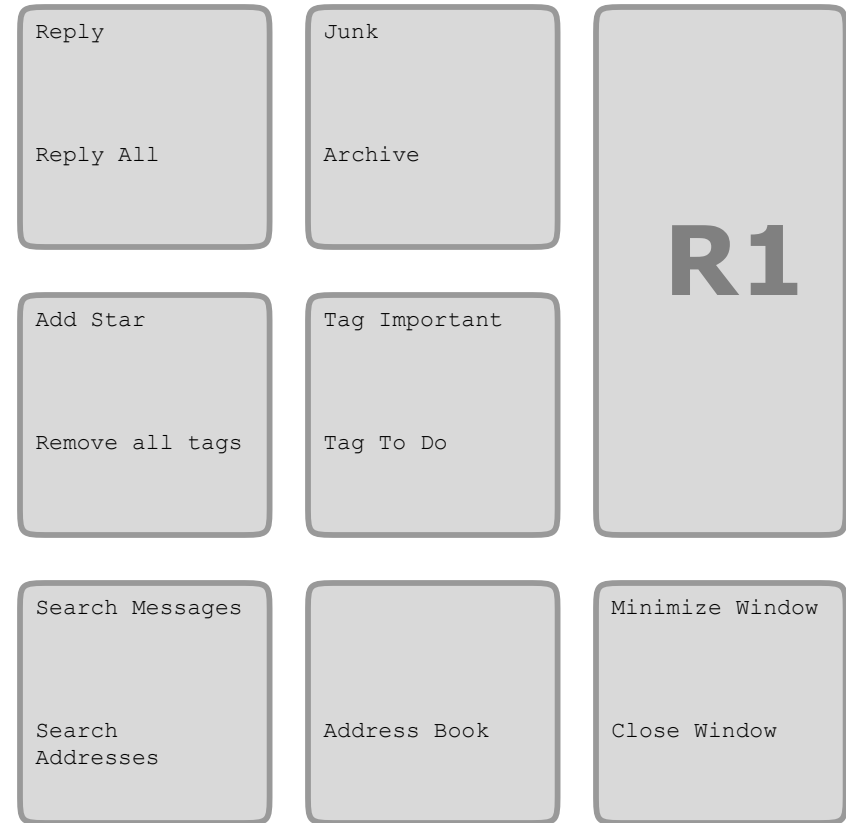 Reply
Reply All
Junk
Archive
R1
Add Star
Remove all tags
Tag Important
Tag To Do
Search Messages
Search
Addresses
Address Book
Minimize Window
Close Window